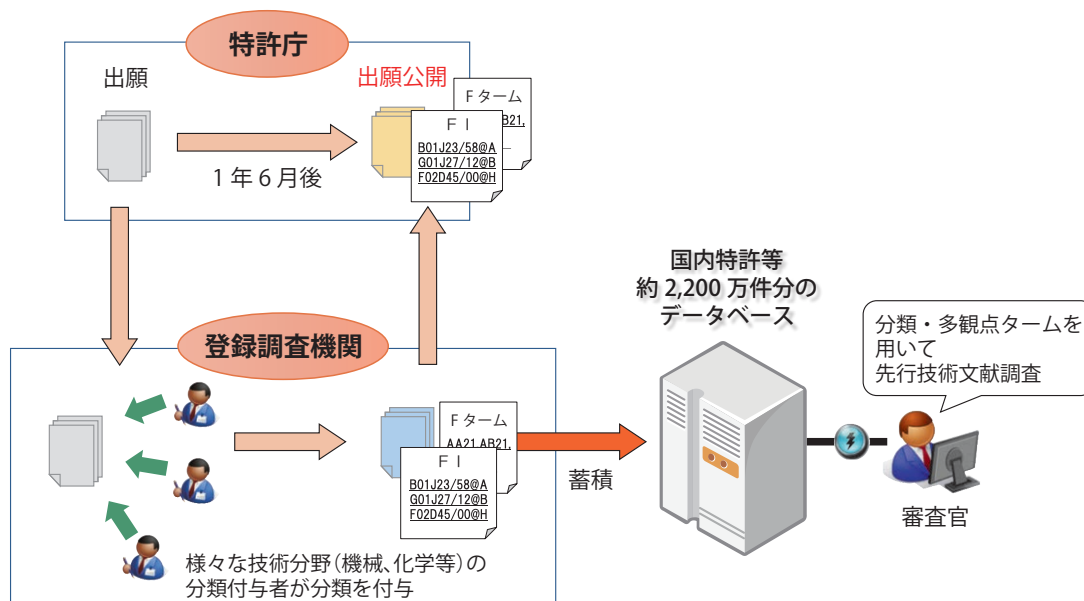 特許庁
出願
出願公開
Fターム
B21,
FI
B01J23/58@A
G01J27/12@B
F02D45/00@H
1年6月後
登録調査機関
Fターム
AA21,AB21,
FI
B01J23/58@A
G01J27/12@B
F02D45/00@H
様々な技術分野(機械、化学等)の
分類付与者が分類を付与
蓄積
国内特許等
約2,200万件分の
データベース
分類・多観点タームを
用いて
先行技術文献調査
審査官